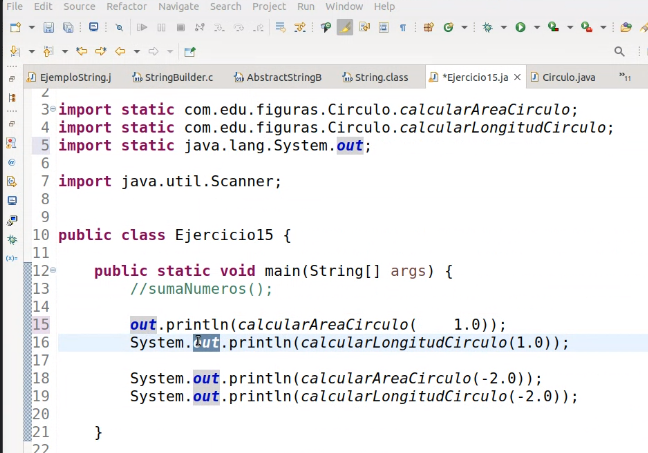 File Edit Source Refactor Navigate Search Project Run Window Help
EjemploString.j StringBuilder.c AbstractStringB String.class *Ejercicio15.ja Circulo.java »11
2
3 import static com.edu.figuras.Circulo.calcularAreaCirculo;
4 import static com.edu.figuras.Circulo.calcularLongitudCirculo;
5 import static java.lang.System.out;
6
7 import java.util.Scanner;
8
9
10 public class Ejercicio15 {
11
12 public static void main(String[] args) {
13 //sumaNumeros();
14
15 out.println(calcularAreaCirculo(    1.0));
16 System.out.println(calcularLongitudCirculo(1.0));
17
18 System.out.println(calcularAreaCirculo(-2.0));
19 System.out.println(calcularLongitudCirculo(-2.0));
20
21 }
22